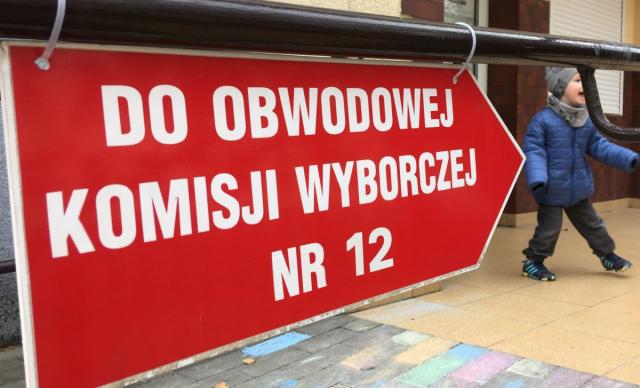 DO OBWODOWEJ
KOMISJI WYBORCZEJ
NR 12